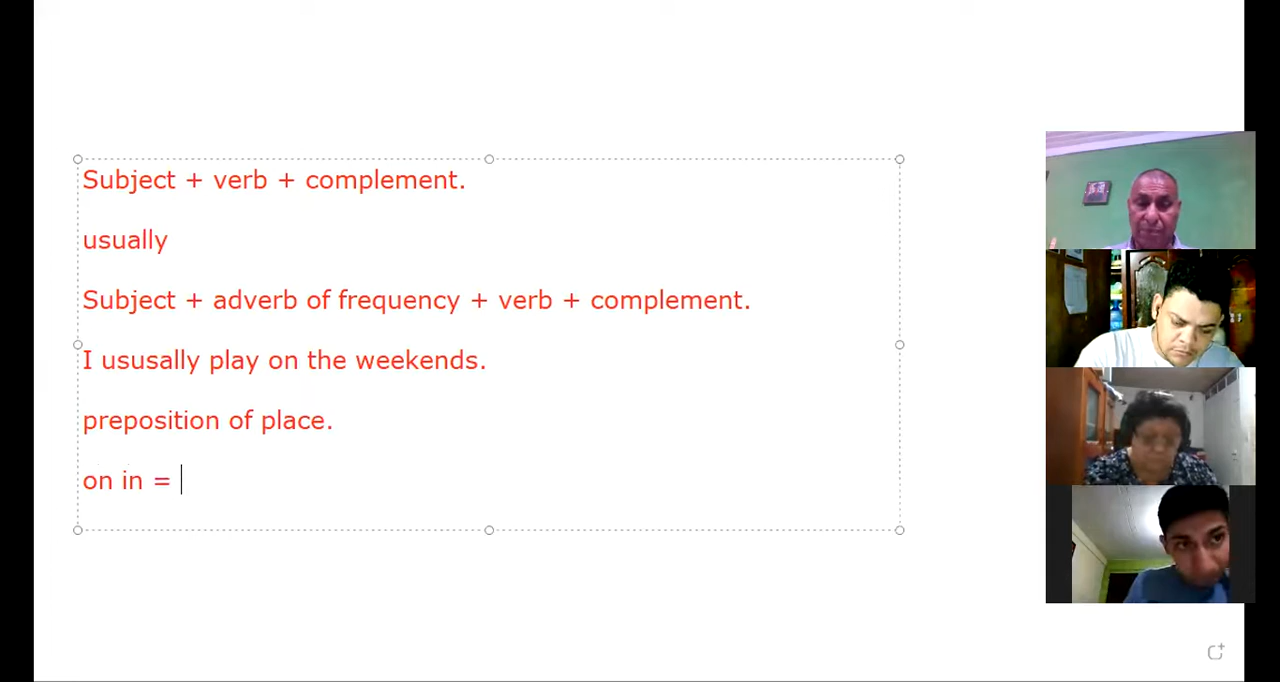 Subject + verb + complement.
usually
Subject + adverb of frequency + verb + complement.
I ususally play on the weekends.
preposition of place.
on in =